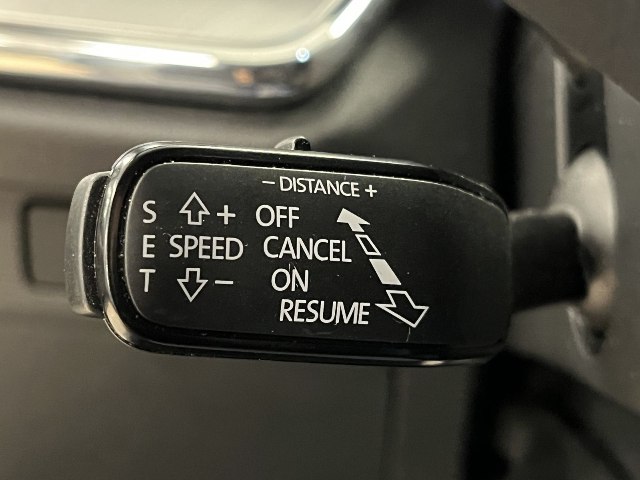 - DISTANCE +
S + OFF
E SPEED CANCEL
T - ON
RESUME